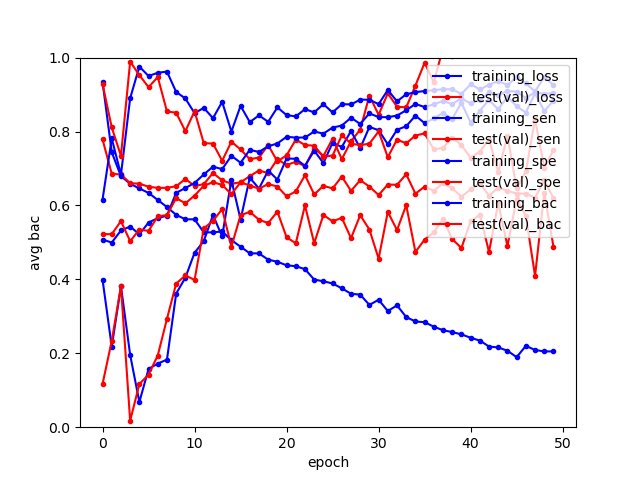 1.0
0.8
0.6
0.4
0.2
0.0
avg bac
0
10
20
30
40
50
epoch
training_loss
test(val)_loss
training_sen
test(val)_sen
training_spe
test(val)_spe
training_bac
test(val)_bac